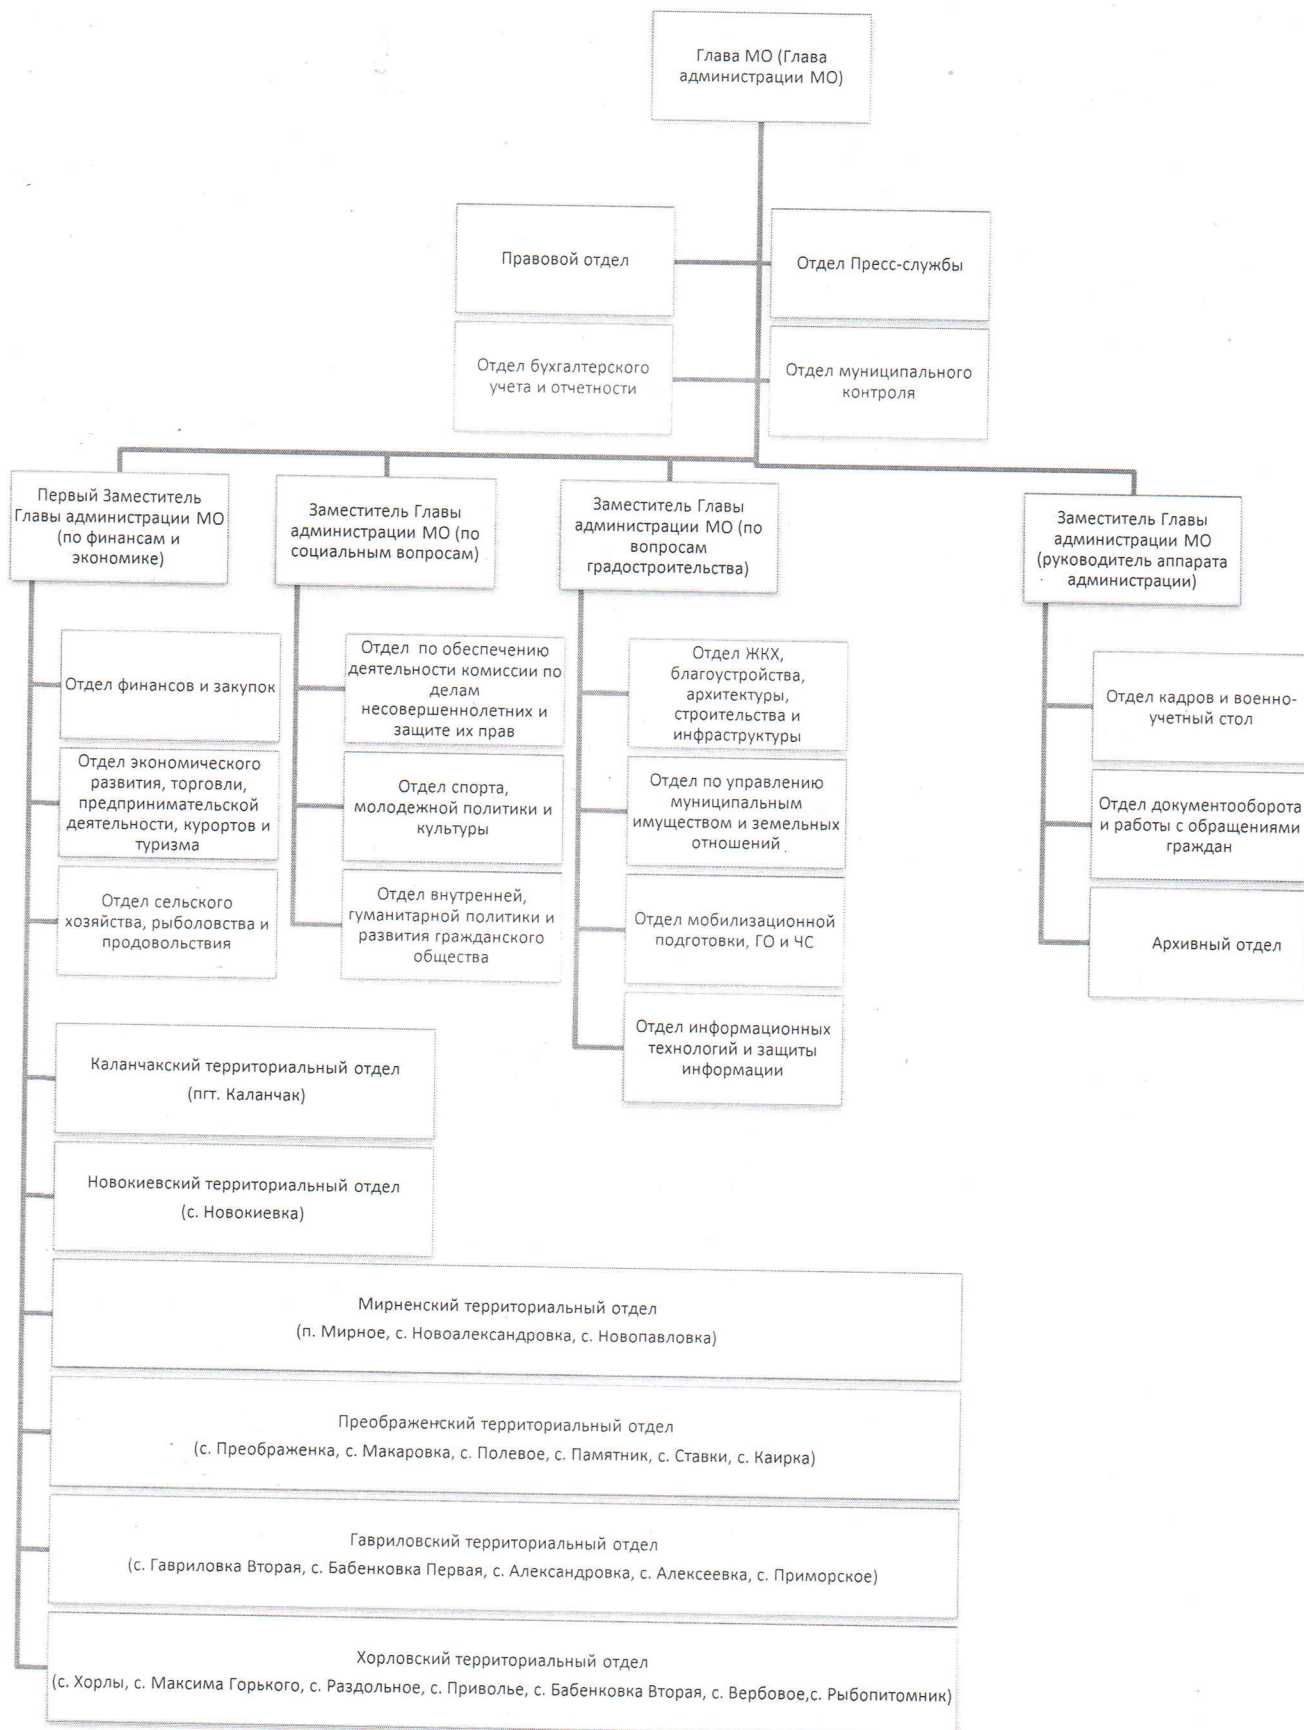 Глава МО (Глава
администрации МО)
Правовой отдел
Отдел Пресс-службы
Отдел бухгалтерского
учета и отчетности
Отдел муниципального
контроля
Первый Заместитель
Главы администрации МО
(по финансам и
экономике)
Заместитель Главы
администрации МО (по
социальным вопросам)
Заместитель Главы
администрации МО (по
вопросам
градостроительства)
Заместитель Главы
администрации МО
(руководитель аппарата
администрации)
Отдел финансов и закупок
Отдел экономического
развития, торговли,
предпринимательской
деятельности, курортов и
туризма
Отдел сельского
хозяйства, рыболовства и
продовольствия
Отдел по обеспечению
деятельности комиссии по
делам
несовершеннолетних и
защите их прав
Отдел спорта,
молодежной политики и
культуры
Отдел внутренней,
гуманитарной политики и
развития гражданского
общества
Отдел ЖКХ,
благоустройства,
архитектуры,
строительства и
инфраструктуры
Отдел по управлению
муниципальным
имуществом и земельных
отношений
Отдел мобилизационной
подготовки, ГО и ЧС
Отдел информационных
технологий и защиты
информации
Отдел кадров и военно-
учетный стол
Отдел документооборота
и работы с обращениями
граждан
Архивный отдел
Каланчакский территориальный отдел
(пгт. Каланчак)
Новокиевский территориальный отдел
(с. Новокиевка)
Мирненский территориальный отдел
(п. Мирное, с. Новоалександровка, с. Новопавловка)
Преображенский территориальный отдел
(с. Преображенка, с. Макаровка, с. Полевое, с. Памятник, с. Ставки, с. Каирка)
Гавриловский территориальный отдел
(с. Гавриловка Вторая, с. Бабенковка Первая, с. Александровка, с. Алексеевка, с. Приморское)
Хорловский территориальный отдел
(с. Хорлы, с. Максима Горького, с. Раздольное, с. Приволье, с. Бабенковка Вторая, с. Вербовое,с. Рыбопитомник)